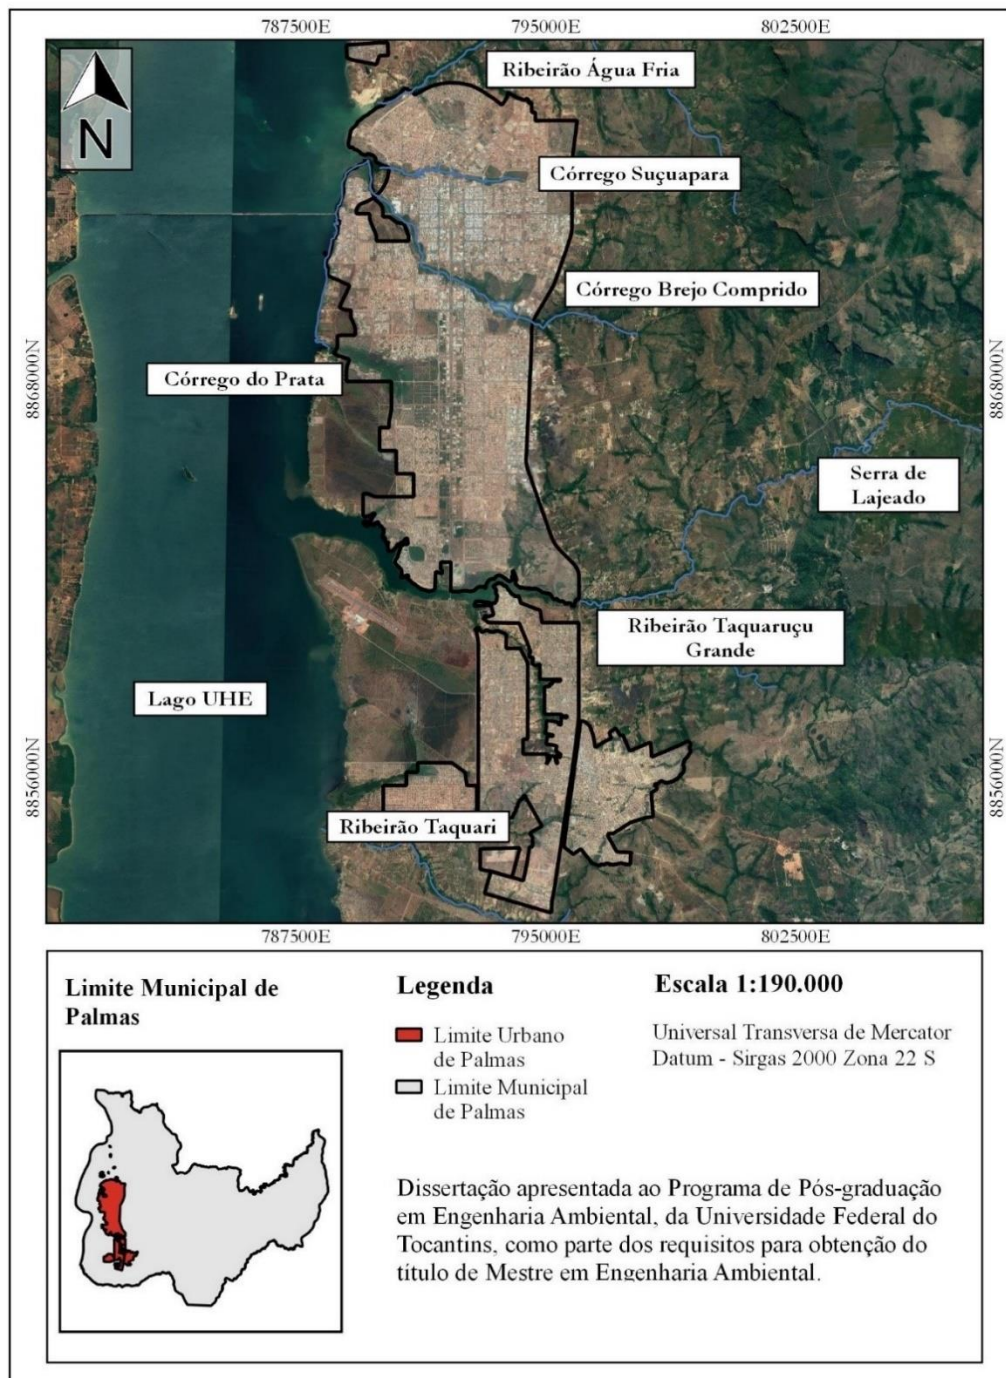 787500E
795000E
802500E
N
Ribeirão Água Fria
Córrego Suçuapara
Córrego Brejo Comprido
8868000N
8868000N
Córrego do Prata
Serra de
Lajeado
Ribeirão Taquaruçu
Grande
Lago UHE
8856000N
8856000N
Ribeirão Taquari
787500E
795000E
802500E
Limite Municipal de
Palmas
Legenda
Limite Urbano
de Palmas
Limite Municipal
de Palmas
Escala 1:190.000
Universal Transversa de Mercator
Datum - Sirgas 2000 Zona 22 S
Dissertação apresentada ao Programa de Pós-graduação
em Engenharia Ambiental, da Universidade Federal do
Tocantins, como parte dos requisitos para obtenção do
título de Mestre em Engenharia Ambiental.